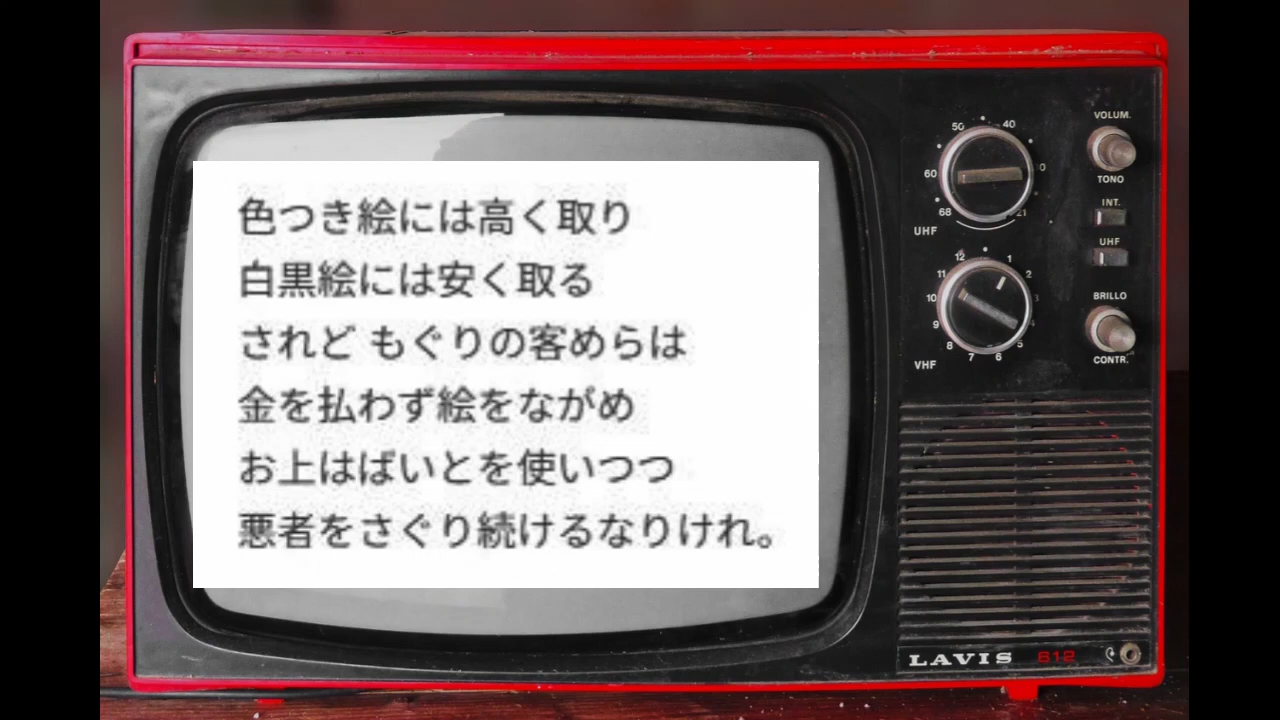 色つき絵には高く取り
白黒絵には安く取る
されど もぐりの客めらは
金を払わず絵をながめ
お上はばいとを使いつつ
悪者をさぐり続けるなりけれ。
50 40
60
68 21
UHF
12 1
11 2
10
9
8 5
7 6
VHF
VOLUM.
TONO
INT.
UHF
BRILLO
CONTR.
LAVIS 612